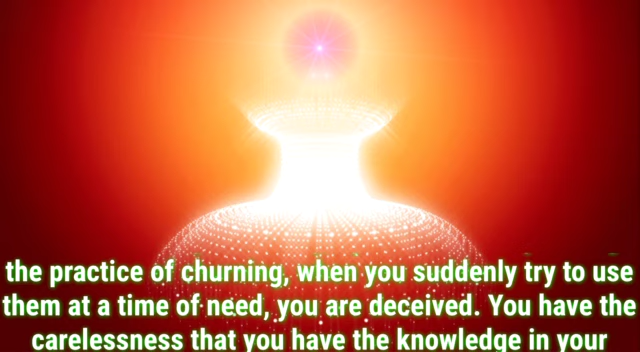 the practice of churning, when you suddenly try to use
them at a time of need, you are deceived. You have the
carelessness that you have the knowledge in your